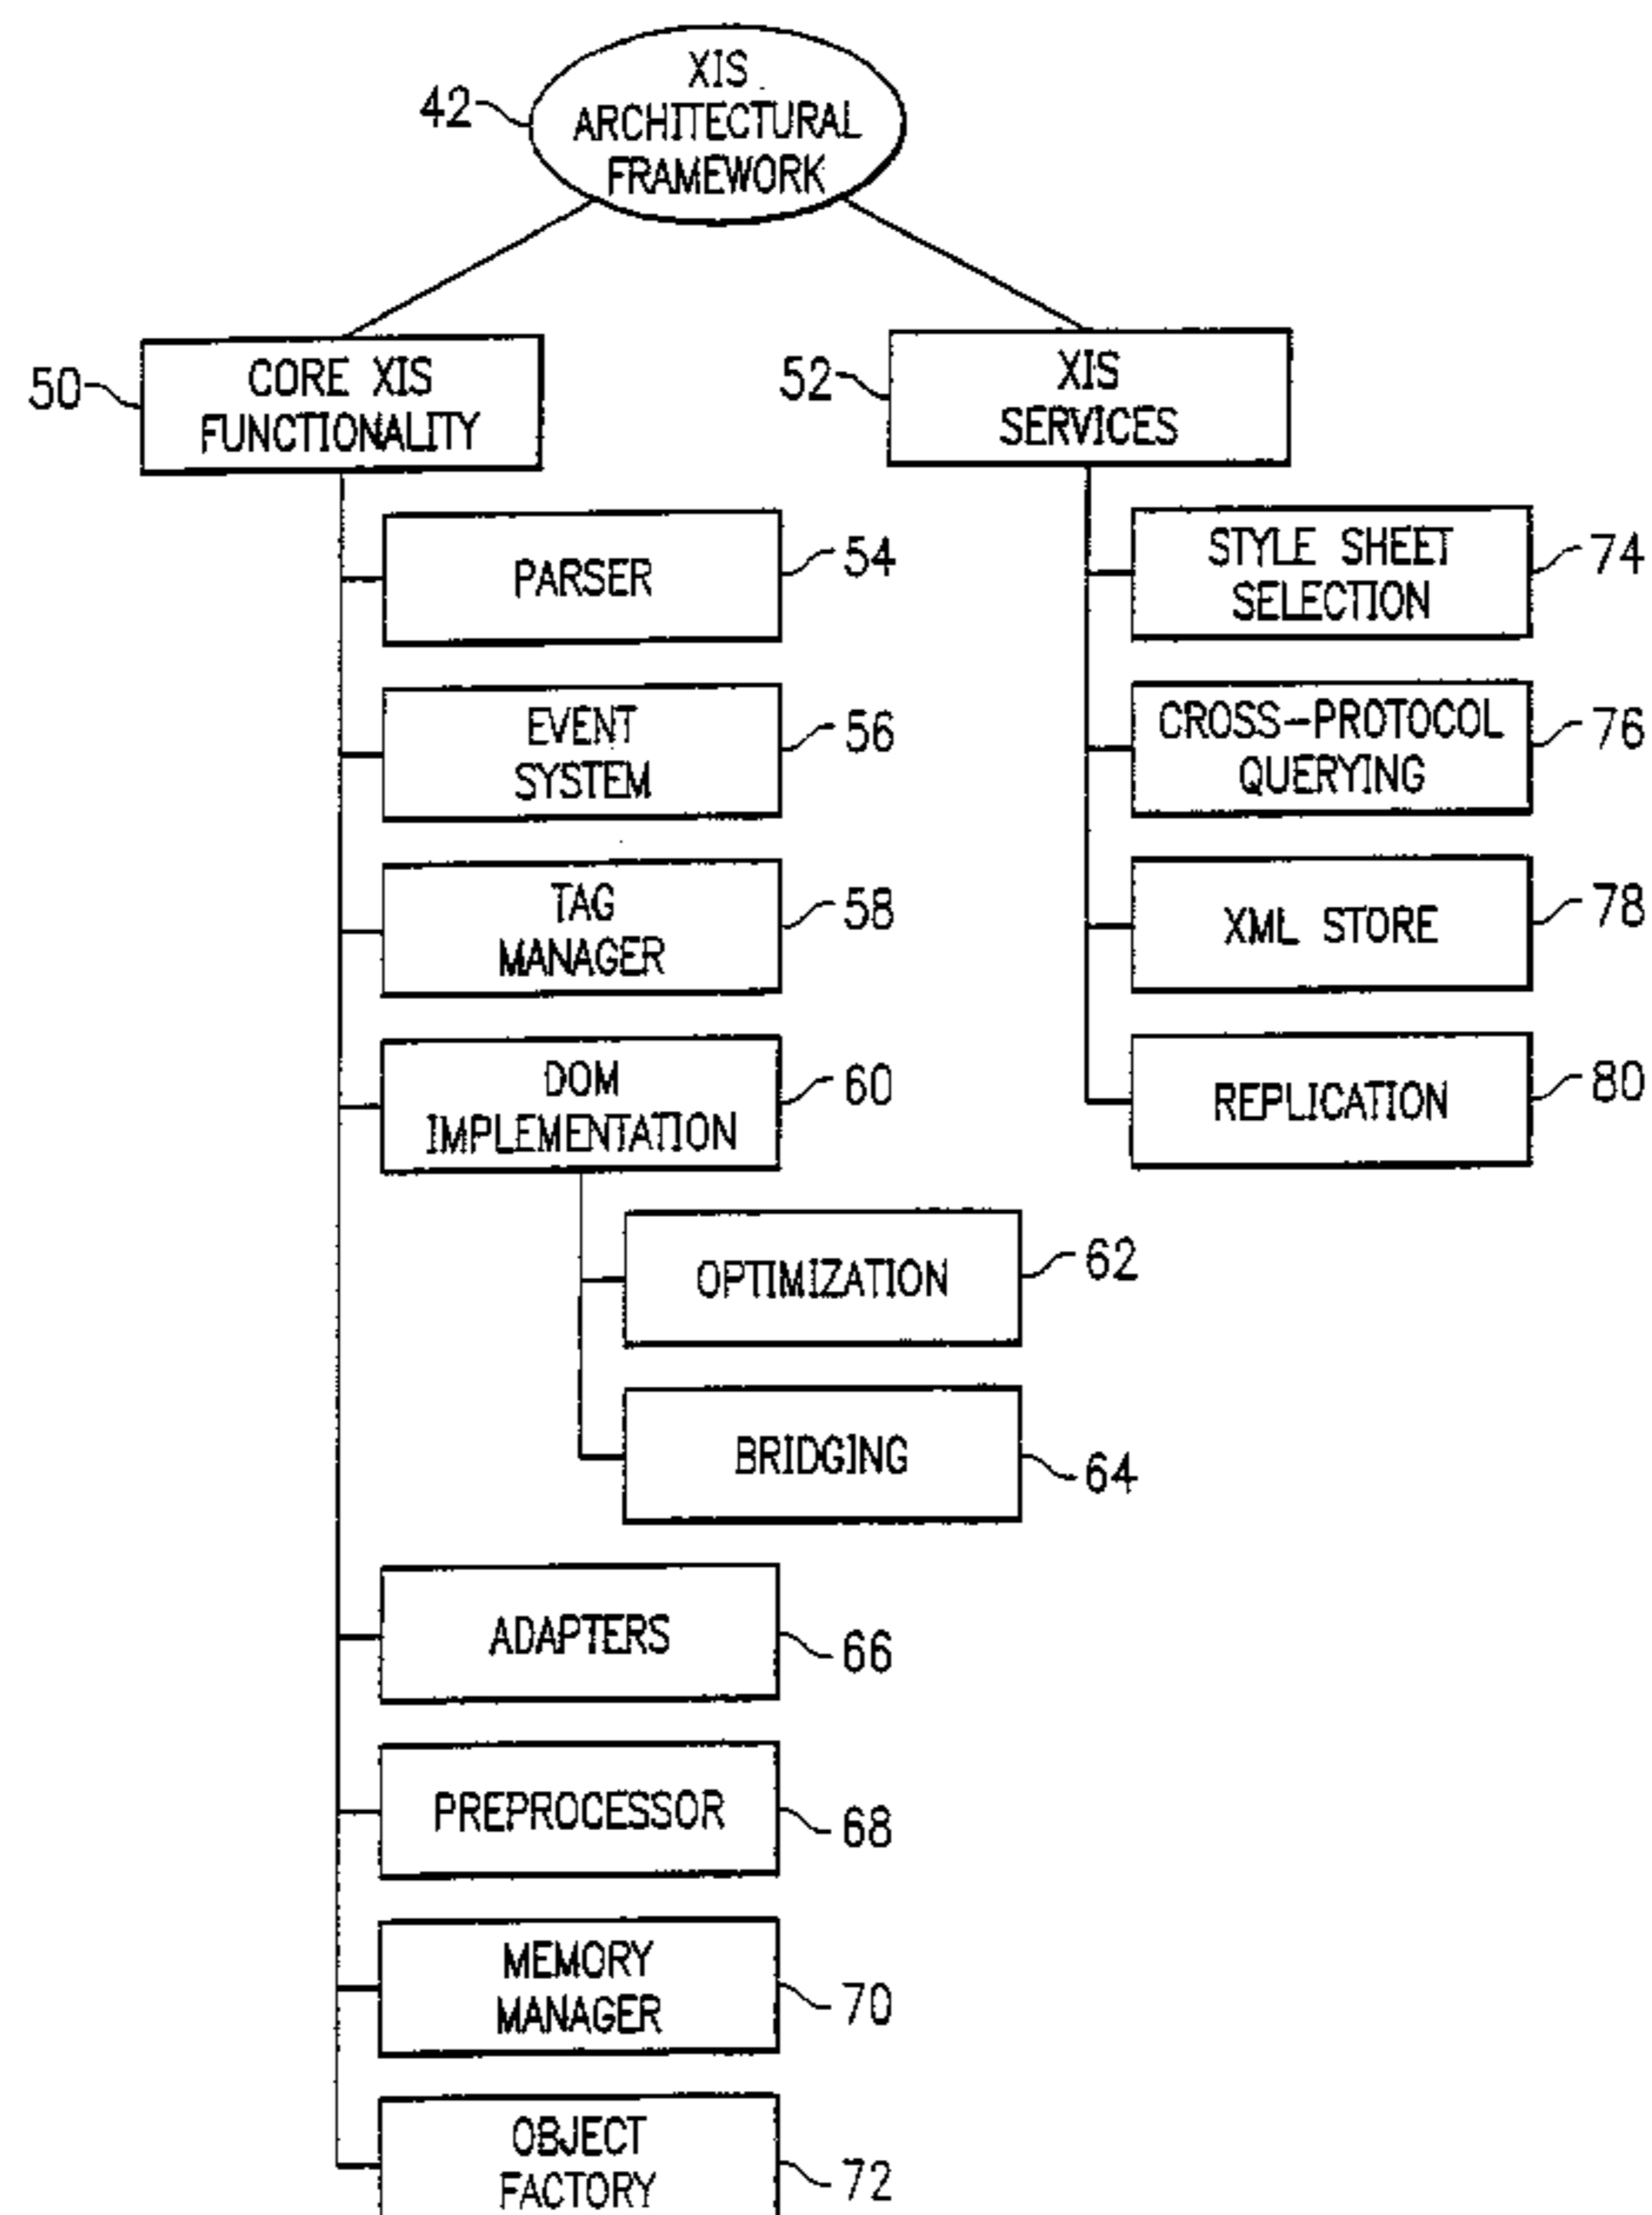 XIS
ARCHITECTURAL
FRAMEWORK
42
CORE XIS
FUNCTIONALITY
50
XIS
SERVICES
52
PARSER
54
EVENT
SYSTEM
56
TAG
MANAGER
58
DOM
IMPLEMENTATION
60
OPTIMIZATION
62
BRIDGING
64
ADAPTERS
66
PREPROCESSOR
68
MEMORY
MANAGER
70
OBJECT
FACTORY
72
STYLE SHEET
SELECTION
74
CROSS-PROTOCOL
QUERYING
76
XML STORE
78
REPLICATION
80